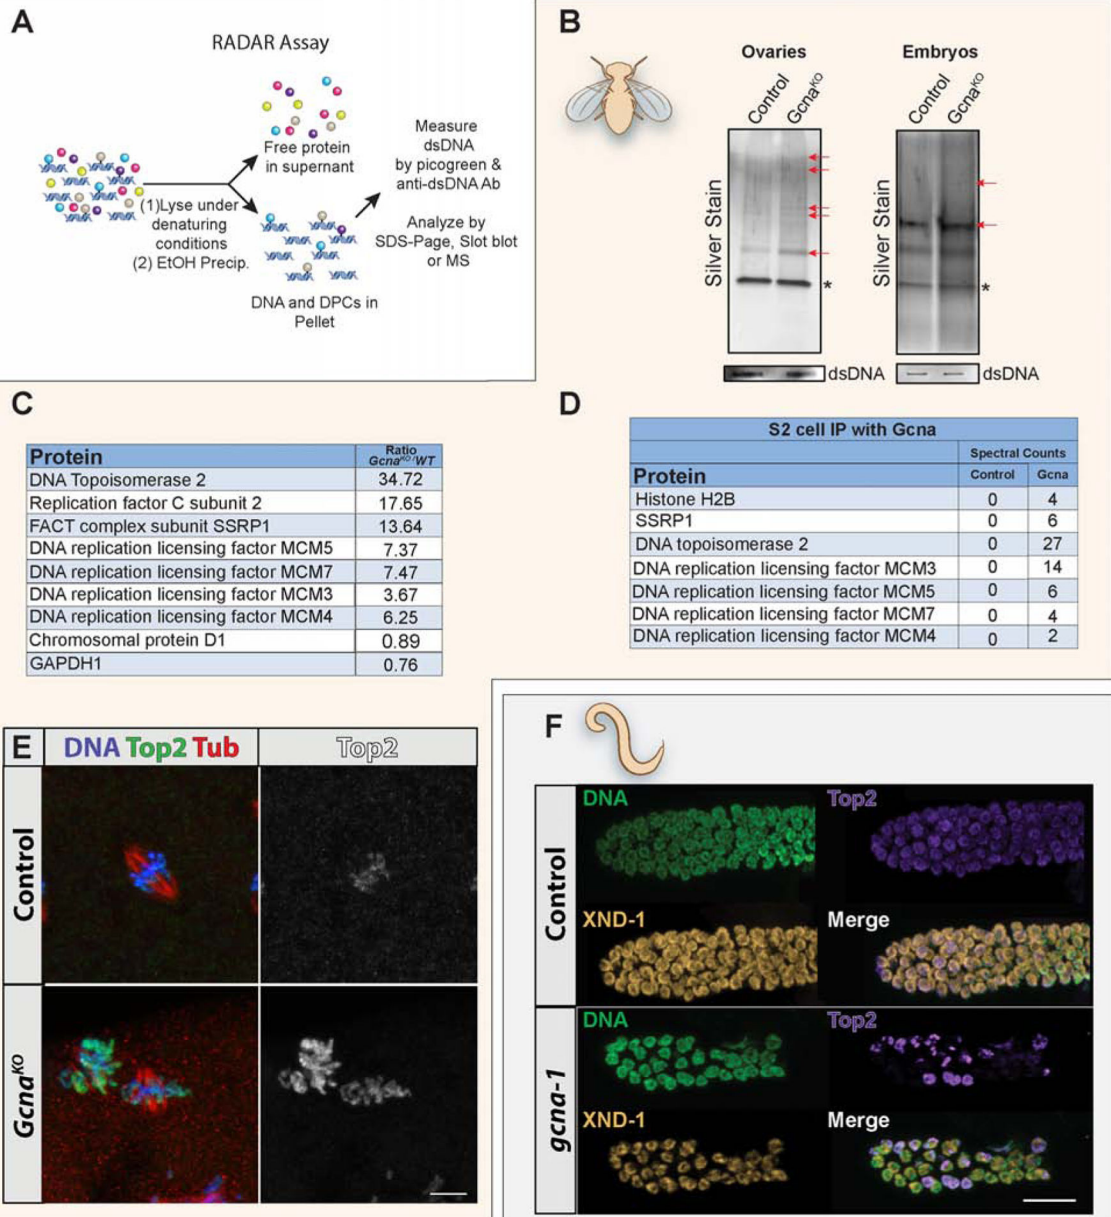 A
RADAR Assay
Free protein
in supernant
(1)Lyse under
denaturing
conditions
(2) EtOH Precip.
DNA and DPCs in
Pellet
Measure
dsDNA
by picogreen &
anti-dsDNA Ab
Analyze by
SDS-Page, Slot blot
or MS
B
Ovaries
Control
GcnaKO
Silver Stain
*
dsDNA
Embryos
Control
GcnaKO
Silver Stain
*
dsDNA
C
Protein Ratio GcnaKO/WT
DNA Topoisomerase 2 34.72
Replication factor C subunit 2 17.65
FACT complex subunit SSRP1 13.64
DNA replication licensing factor MCM5 7.37
DNA replication licensing factor MCM7 7.47
DNA replication licensing factor MCM3 3.67
DNA replication licensing factor MCM4 6.25
Chromosomal protein D1 0.89
GAPDH1 0.76
D
S2 cell IP with Gcna
Spectral Counts
Protein Control Gcna
Histone H2B 0 4
SSRP1 0 6
DNA topoisomerase 2 0 27
DNA replication licensing factor MCM3 0 14
DNA replication licensing factor MCM5 0 6
DNA replication licensing factor MCM7 0 4
DNA replication licensing factor MCM4 0 2
E
DNA Top2 Tub
Top2
Control
GcnaKO
F
Control
DNA
Top2
XND-1
Merge
gcna-1
DNA
Top2
XND-1
Merge